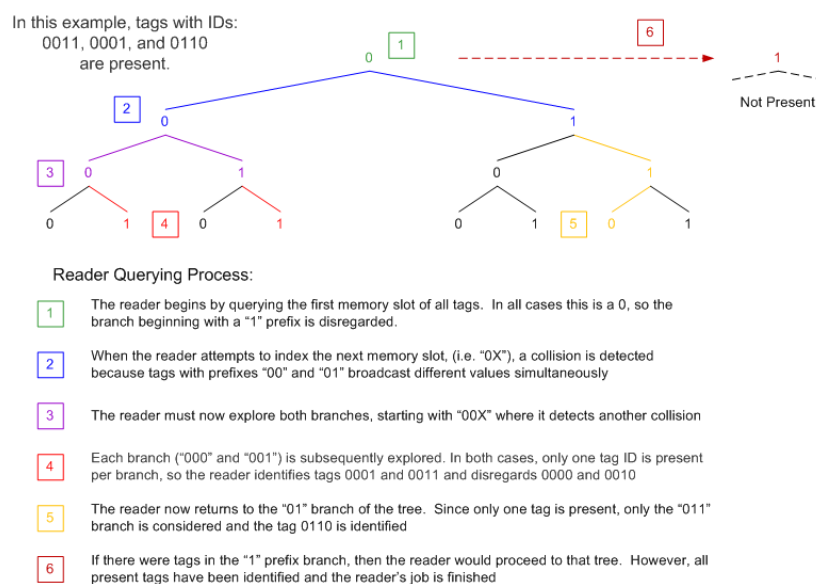 In this example, tags with IDs:
0011, 0001, and 0110
are present.
1
0
6
1
Not Present
2
0
1
3
0
1
0
1
0
1
4
0
1
0
1
5
0
1
Reader Querying Process:
1
The reader begins by querying the first memory slot of all tags. In all cases this is a 0, so the
branch beginning with a “1” prefix is disregarded.
2
When the reader attempts to index the next memory slot, (i.e. “0X”), a collision is detected
because tags with prefixes “00” and “01” broadcast different values simultaneously
3
The reader must now explore both branches, starting with “00X” where it detects another collision
4
Each branch (“000” and “001”) is subsequently explored. In both cases, only one tag ID is present
per branch, so the reader identifies tags 0001 and 0011 and disregards 0000 and 0010
5
The reader now returns to the “01” branch of the tree. Since only one tag is present, only the “011”
branch is considered and the tag 0110 is identified
6
If there were tags in the “1” prefix branch, then the reader would proceed to that tree. However, all
present tags have been identified and the reader’s job is finished